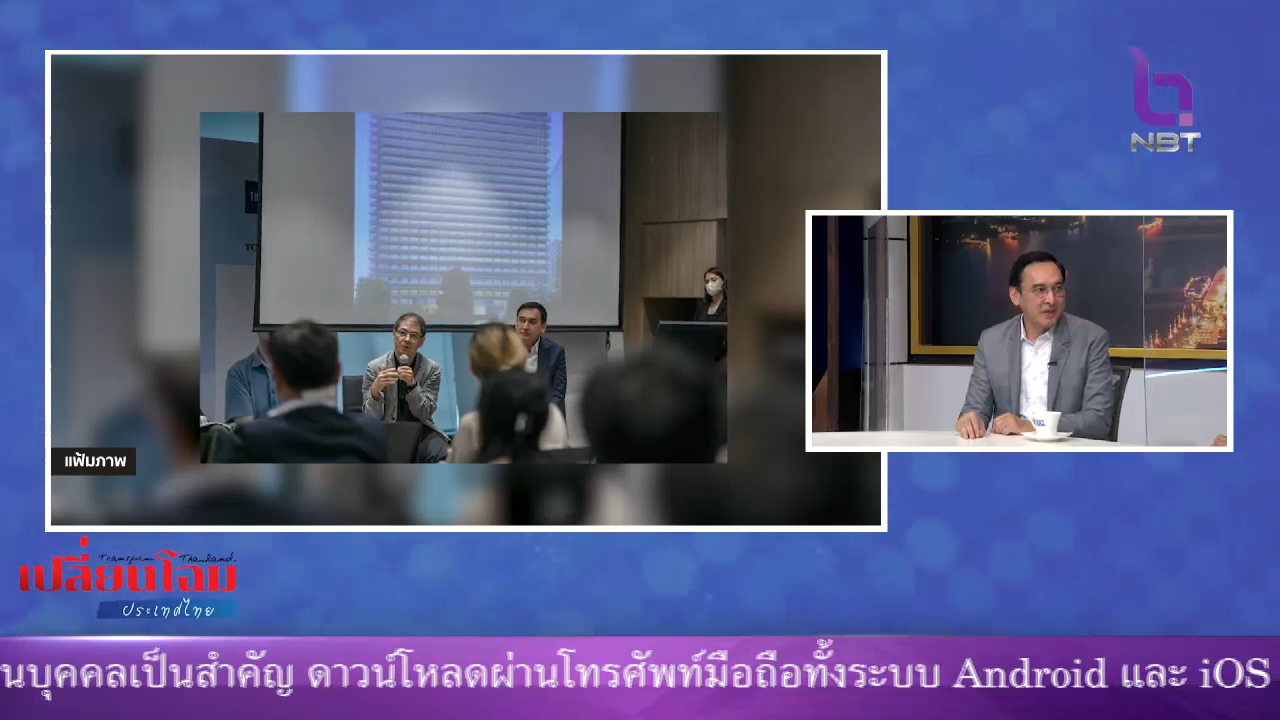 NBT
แฟ้มภาพ
Transform Thailand.
เปลี่ยนโฉม
ประเทศไทย
นบุคคลเป็นสำคัญ ดาวน์โหลดผ่านโทรศัพท์มือถือทั้งระบบ Android และ iOS